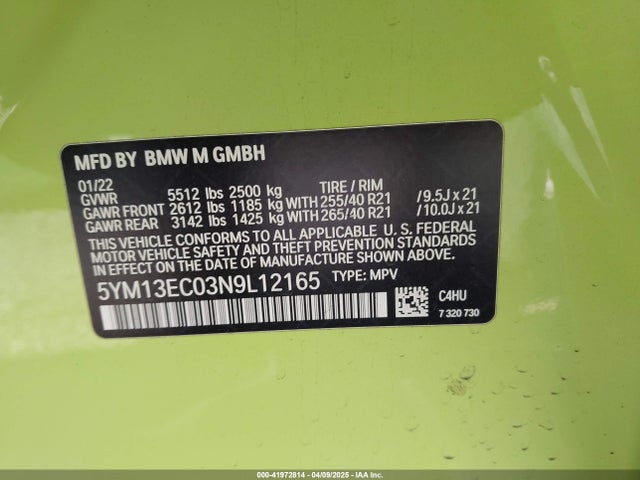 MFD BY BMW M GMBH
01/22 TIRE / RIM
GVWR 5512 lbs 2500 kg
GAWR FRONT 2612 lbs 1185 kg WITH 255/40 R21 /9.5J x 21
GAWR REAR 3142 lbs 1425 kg WITH 265/40 R21 /10.0J x 21
THIS VEHICLE CONFORMS TO ALL APPLICABLE U.S. FEDERAL
MOTOR VEHICLE SAFETY AND THEFT PREVENTION STANDARDS
IN EFFECT ON THE DATE OF MANUFACTURE SHOWN ABOVE.
5YM13EC03N9L12165 TYPE: MPV
C4HU
7 320 730
000-41972814 - 04/09/2025 - IAA Inc.